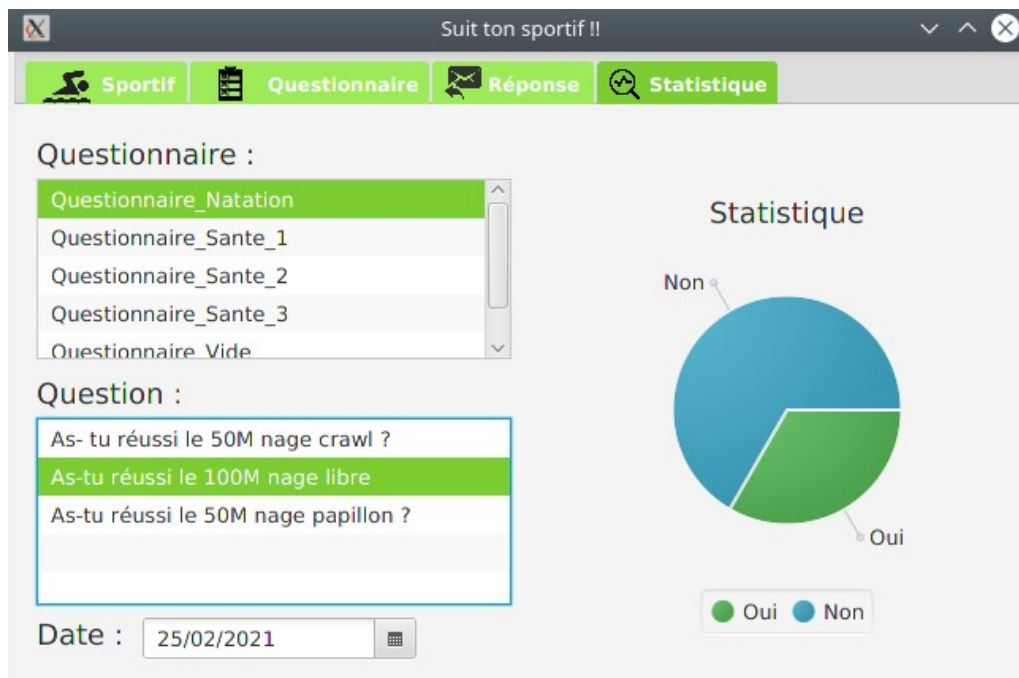 Suit ton sportif !!
Sportif
Questionnaire
Réponse
Statistique
Questionnaire :
Questionnaire_Natation
Questionnaire_Sante_1
Questionnaire_Sante_2
Questionnaire_Sante_3
Questionnaire_Vide
Question :
As- tu réussi le 50M nage crawl ?
As-tu réussi le 100M nage libre
As-tu réussi le 50M nage papillon ?
Date :
25/02/2021
Statistique
Non
Oui
Oui
Non